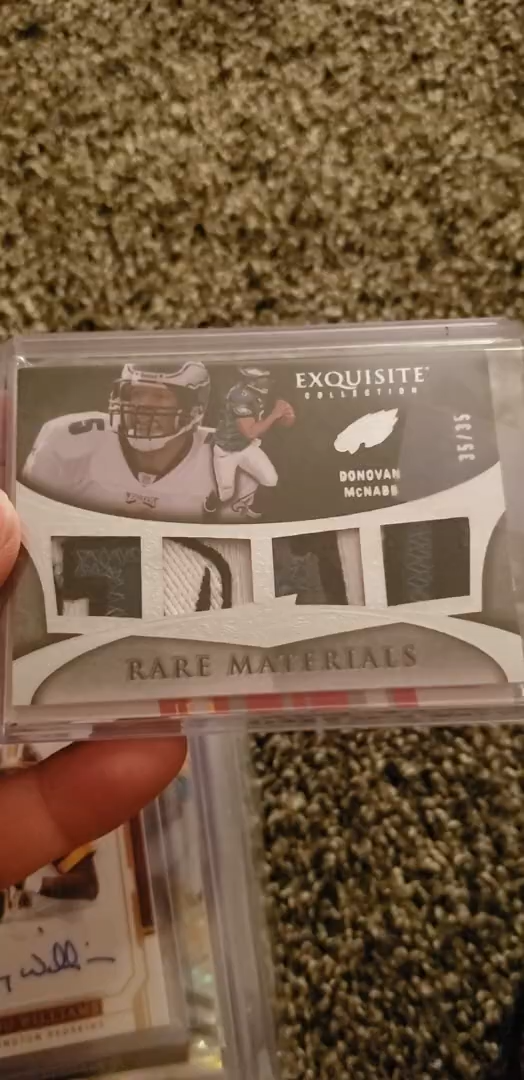 EXQUISITE
COLLECTION
35/35
DONOVAN
McNABB
5
RARE MATERIALS